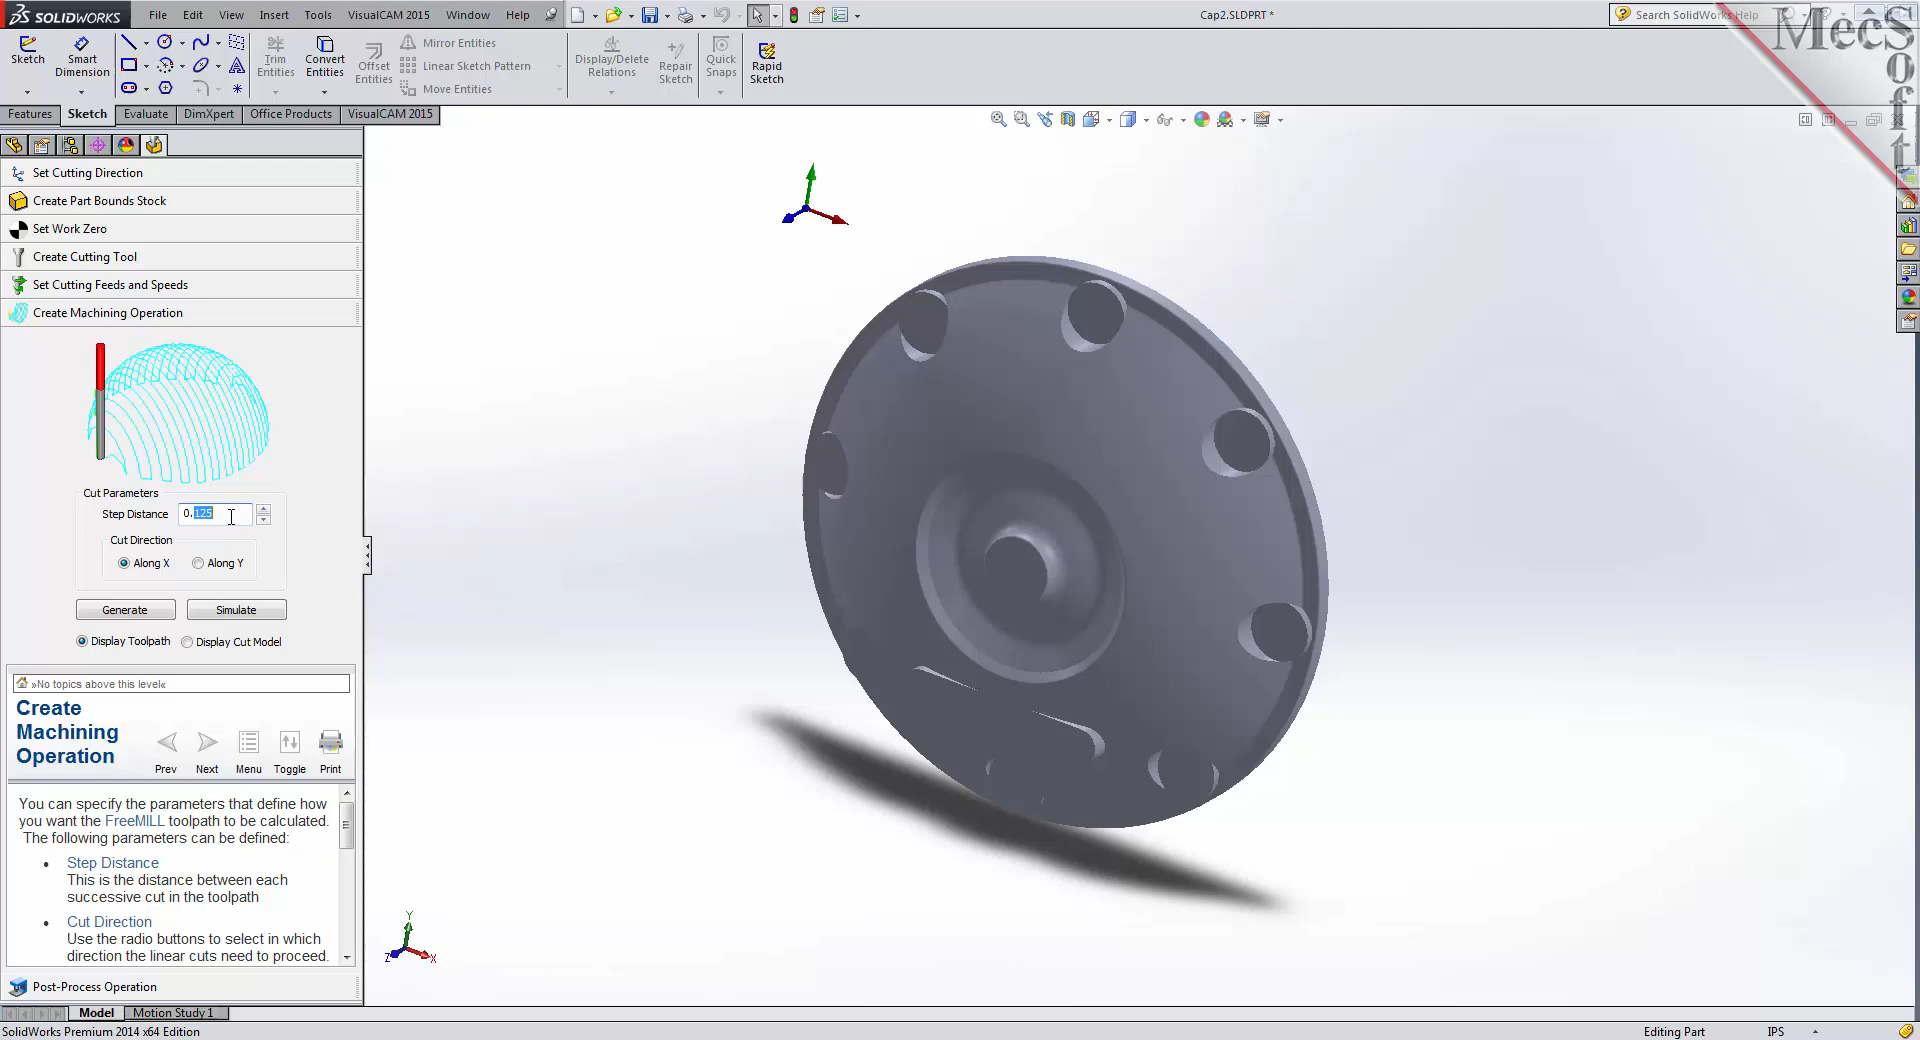 SOLIDWORKS File Edit View Insert Tools VisualCAM 2015 Window Help Cap2.SLDPRT * Search SolidWorks Help
MecSoft
Sketch Smart Dimension Trim Entities Convert Entities Offset Entities Mirror Entities Linear Sketch Pattern Move Entities Display/Delete Relations Repair Sketch Quick Snaps Rapid Sketch
Features Sketch Evaluate DimXpert Office Products VisualCAM 2015
Set Cutting Direction
Create Part Bounds Stock
Set Work Zero
Create Cutting Tool
Set Cutting Feeds and Speeds
Create Machining Operation
Cut Parameters
Step Distance 0.125
Cut Direction
Along X Along Y
Generate Simulate
Display Toolpath Display Cut Model
»No topics above this level«
Create
Machining
Operation
Prev Next Menu Toggle Print
You can specify the parameters that define how
you want the FreeMILL toolpath to be calculated.
The following parameters can be defined:
• Step Distance
This is the distance between each
successive cut in the toolpath
• Cut Direction
Use the radio buttons to select in which
direction the linear cuts need to proceed.
Y
Z X
Post-Process Operation
Model Motion Study 1
SolidWorks Premium 2014 x64 Edition Editing Part IPS